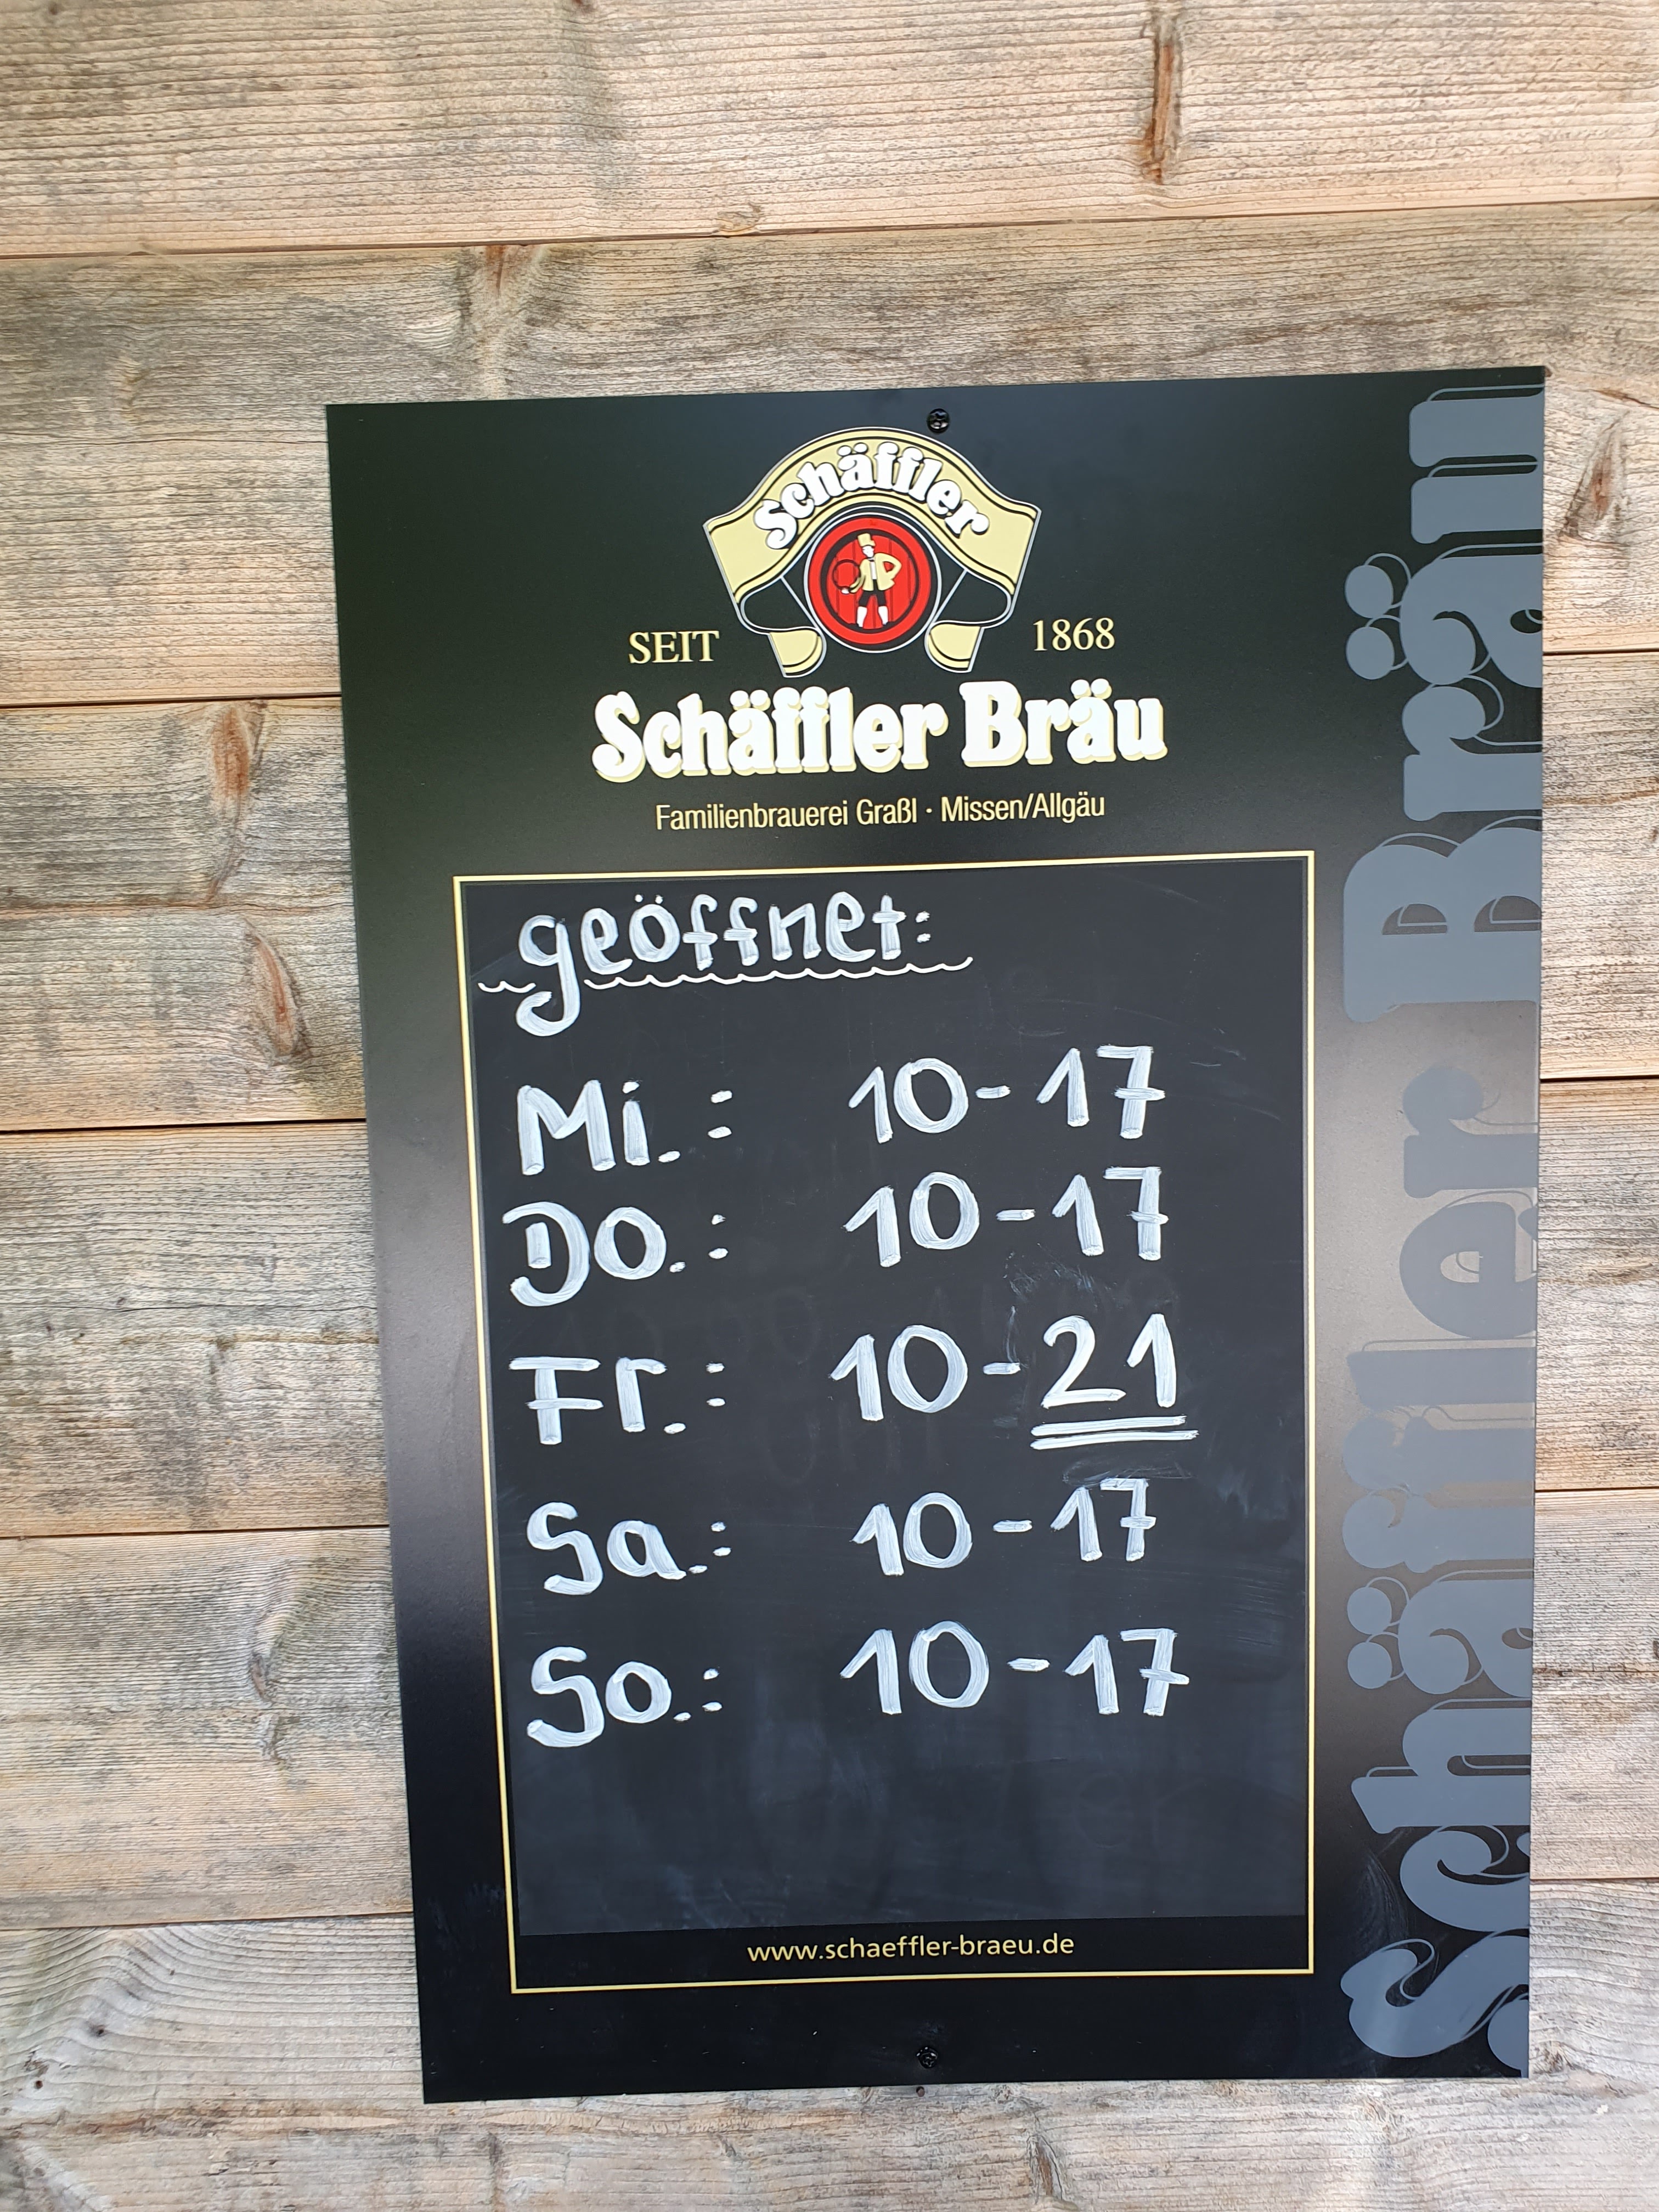 Schäffler
SEIT 1868
Schäffler Bräu
Familienbrauerei Graßl · Missen/Allgäu
geöffnet:
Mi.: 10-17
Do.: 10-17
Fr.: 10-21
Sa.: 10-17
So.: 10-17
www.schaeffler-braeu.de
Schäffler Bräu